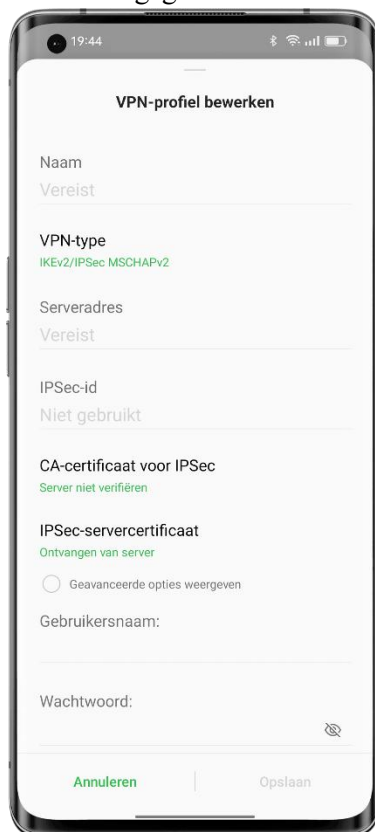 19:44
VPN-profiel bewerken
Naam
Vereist
VPN-type
IKEv2/IPSec MSCHAPv2
Serveradres
Vereist
IPSec-id
Niet gebruikt
CA-certificaat voor IPSec
Server niet verifiëren
IPSec-servercertificaat
Ontvangen van server
Geavanceerde opties weergeven
Gebruikersnaam:
Wachtwoord:
Annuleren
Opslaan